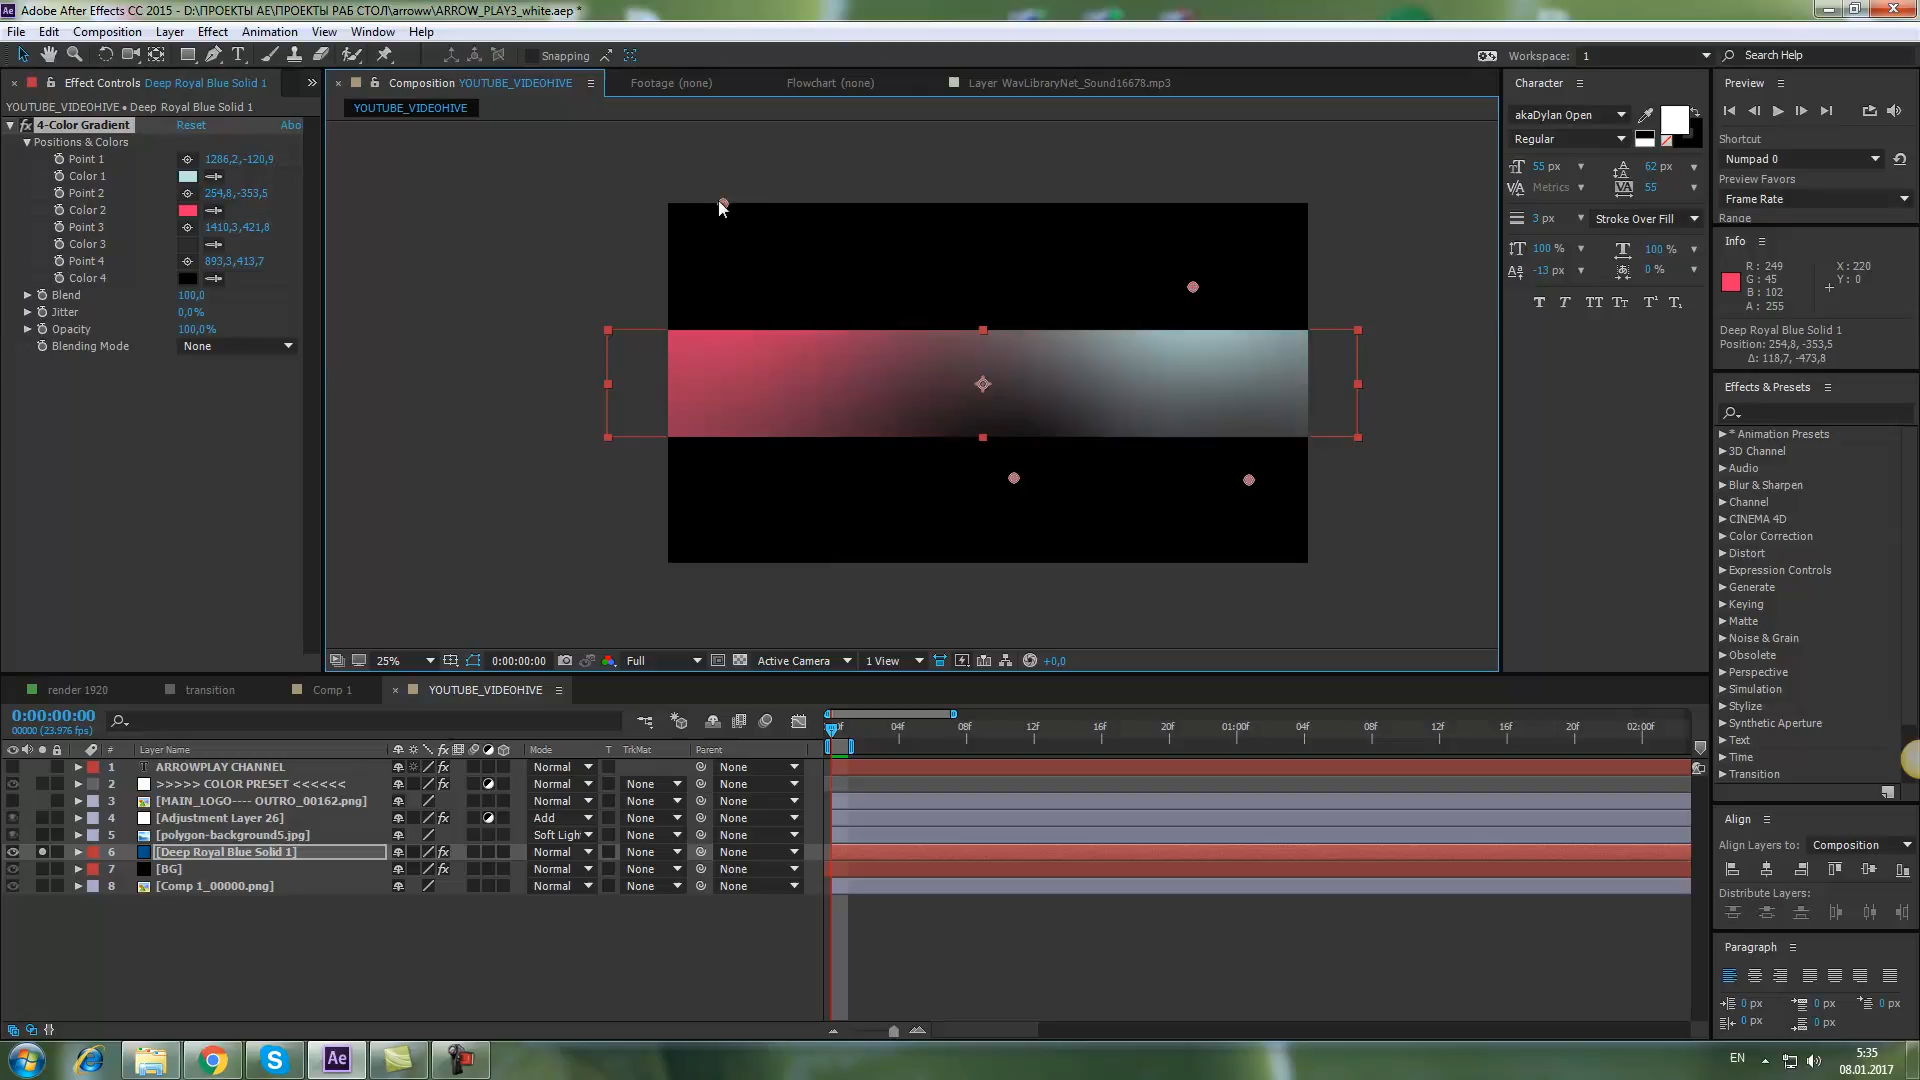 Adobe After Effects CC 2015 - D:\ПРОЕКТЫ АЕ\ПРОЕКТЫ РАБ СТОЛ\arroww\ARROW_PLAY3_white.aep *
File Edit Composition Layer Effect Animation View Window Help
Snapping
Workspace: 1
Search Help
Effect Controls Deep Royal Blue Solid 1
YOUTUBE_VIDEOHIVE • Deep Royal Blue Solid 1
4-Color Gradient Reset Abo
Positions & Colors
Point 1 1286,2,-120,9
Color 1
Point 2 254,8,-353,5
Color 2
Point 3 1410,3,421,8
Color 3
Point 4 893,3,413,7
Color 4
Blend 100,0
Jitter 0,0%
Opacity 100,0%
Blending Mode None
Composition YOUTUBE_VIDEOHIVE
Footage (none)
Flowchart (none)
Layer WavLibraryNet_Sound16678.mp3
YOUTUBE_VIDEOHIVE
25% 0:00:00:00 Full Active Camera 1 View +0,0
Character
akaDylan Open
Regular
55 px 62 px
Metrics 55
3 px Stroke Over Fill
100 % 100 %
-13 px 0 %
Preview
Shortcut
Numpad 0
Preview Favors
Frame Rate
Range
Info
R : 249
G : 45
B : 102
A : 255
X : 220
Y : 0
Deep Royal Blue Solid 1
Position: 254,8, -353,5
Δ: 118,7, -473,8
Effects & Presets
* Animation Presets
3D Channel
Audio
Blur & Sharpen
Channel
CINEMA 4D
Color Correction
Distort
Expression Controls
Generate
Keying
Matte
Noise & Grain
Obsolete
Perspective
Simulation
Stylize
Synthetic Aperture
Text
Time
Transition
Align
Align Layers to: Composition
Distribute Layers:
Paragraph
0 px 0 px 0 px
0 px 0 px
render 1920
transition
Comp 1
YOUTUBE_VIDEOHIVE
0:00:00:00
00000 (23.976 fps)
04f 08f 12f 16f 20f 01:00f 04f 08f 12f 16f 20f 02:00f
# Layer Name Mode T TrkMat Parent
1 ARROWPLAY CHANNEL Normal None
2 >>>>> COLOR PRESET <<<<<< Normal None None
3 [MAIN_LOGO---- OUTRO_00162.png] Normal None None
4 [Adjustment Layer 26] Add None None
5 [polygon-background5.jpg] Soft Ligh None None
6 [Deep Royal Blue Solid 1] Normal None None
7 [BG] Normal None None
8 [Comp 1_00000.png] Normal None None
EN
5:35
08.01.2017